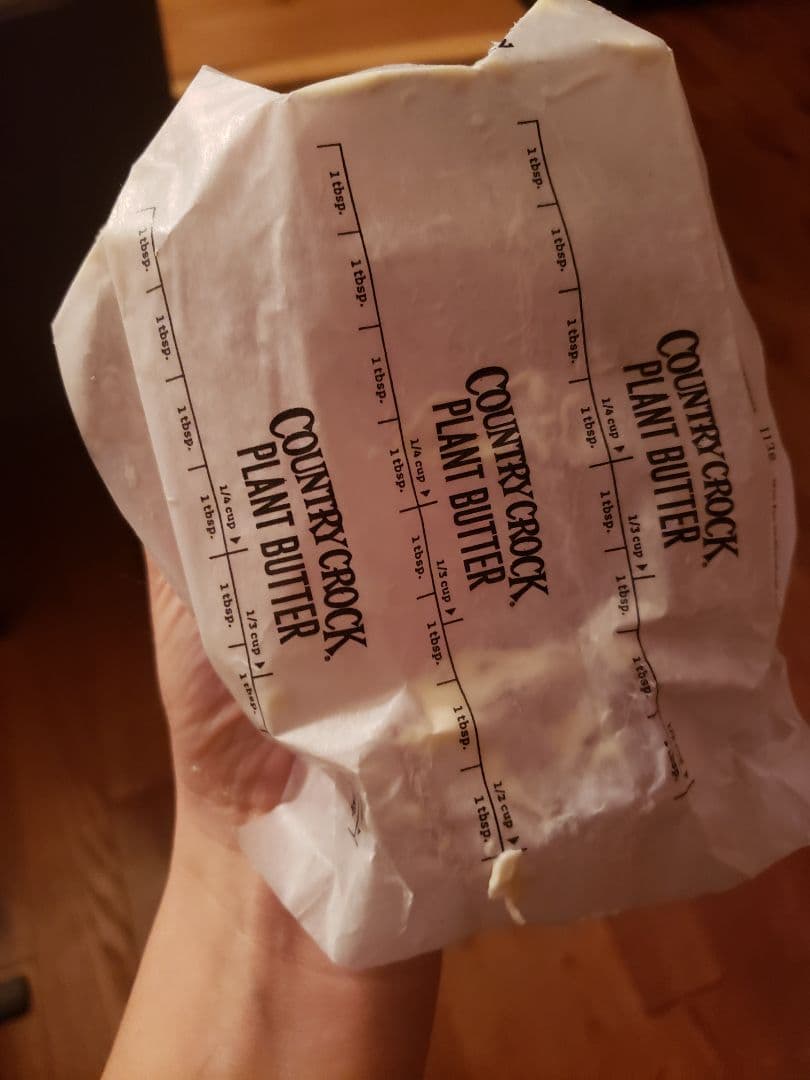 113g
COUNTRY CROCK.
PLANT BUTTER
1/4 cup ▶ 1/3 cup ▶
1 tbsp. 1 tbsp. 1 tbsp. 1 tbsp. 1 tbsp. 1 tbsp. 1 tbsp.
COUNTRY CROCK.
PLANT BUTTER
1/4 cup ▶ 1/3 cup ▶ 1/2 cup ▶
1 tbsp. 1 tbsp. 1 tbsp. 1 tbsp. 1 tbsp. 1 tbsp. 1 tbsp. 1 tbsp.
COUNTRY CROCK.
PLANT BUTTER
1/4 cup ▶ 1/3 cup ▶
1 tbsp. 1 tbsp. 1 tbsp. 1 tbsp. 1 tbsp. 1 tbsp.